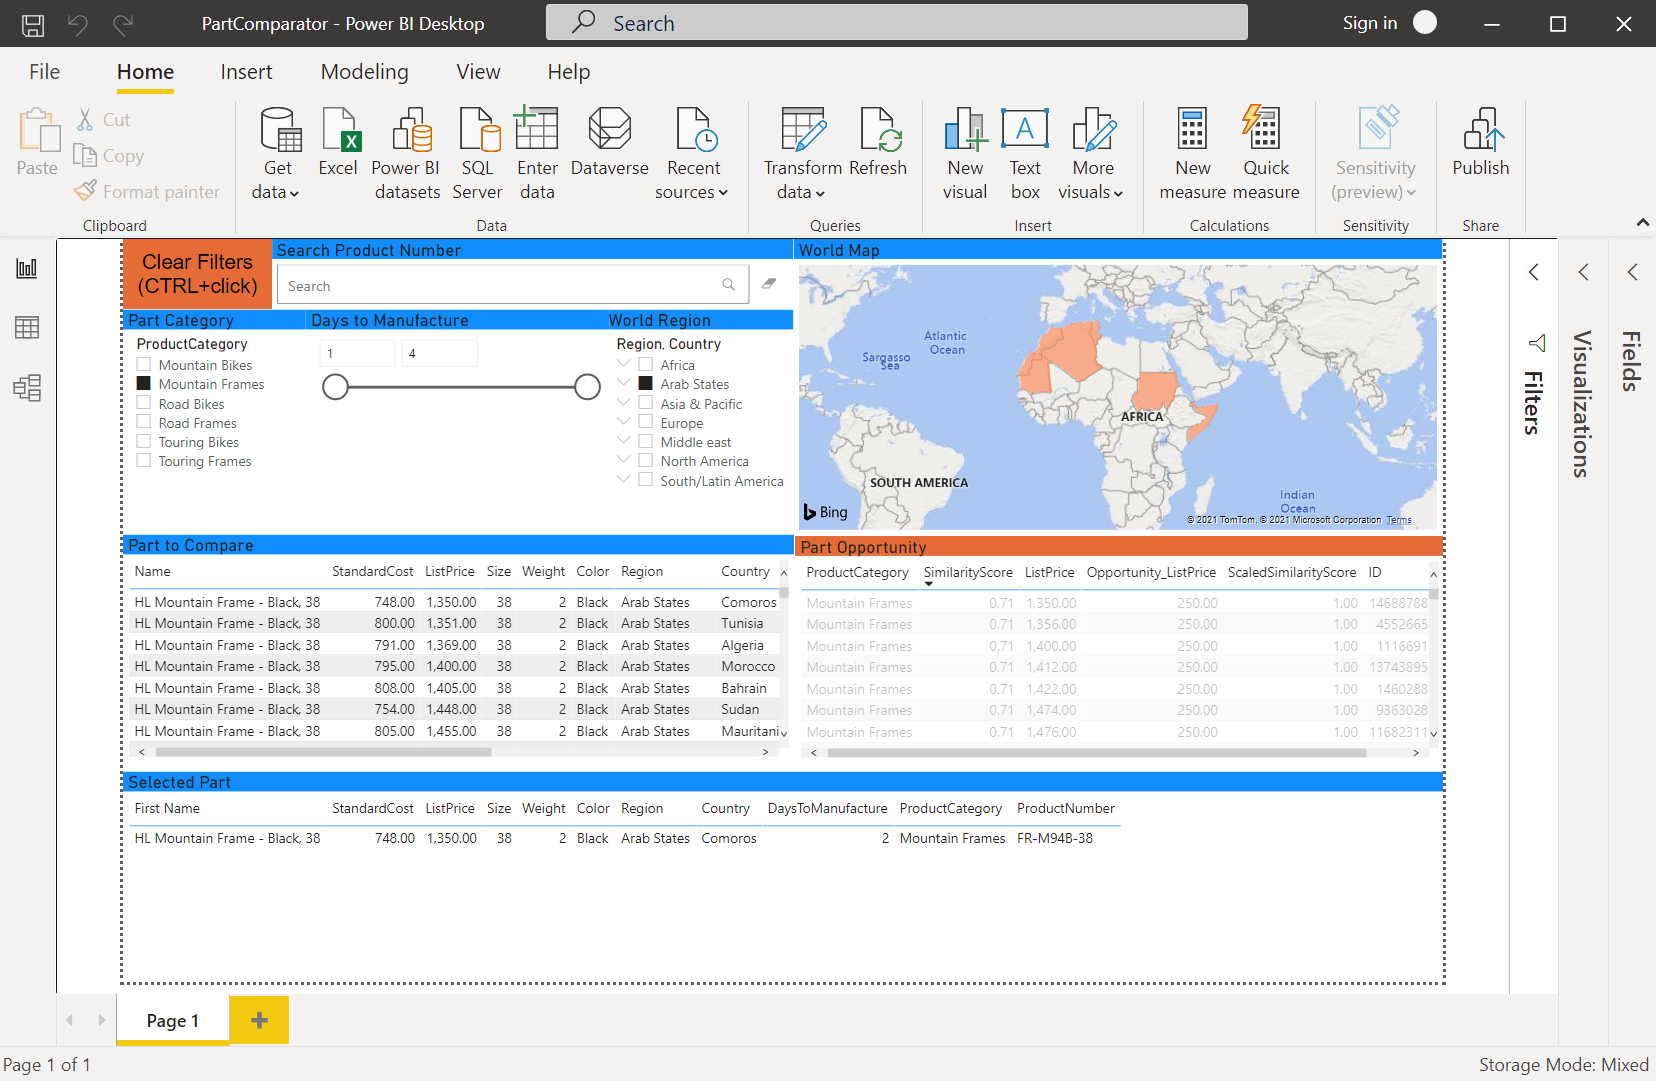 PartComparator - Power BI Desktop
Search
Sign in
File Home Insert Modeling View Help
Paste
Cut
Copy
Format painter
Clipboard
Get data
Excel
Power BI datasets
SQL Server
Enter data
Dataverse
Recent sources
Data
Transform data
Refresh
Queries
New visual
Text box
More visuals
Insert
New measure
Quick measure
Calculations
Sensitivity (preview)
Sensitivity
Publish
Share
Clear Filters
(CTRL+click)
Search Product Number
Search
World Map
Part Category
Days to Manufacture
World Region
ProductCategory
Mountain Bikes
Mountain Frames
Road Bikes
Road Frames
Touring Bikes
Touring Frames
1 4
Region, Country
Africa
Arab States
Asia & Pacific
Europe
Middle east
North America
South/Latin America
Atlantic
Ocean
Sargasso
Sea
AFRICA
SOUTH AMERICA
Indian
Ocean
Bing
© 2021 TomTom, © 2021 Microsoft Corporation Terms
Filters
Visualizations
Fields
Part to Compare
Name StandardCost ListPrice Size Weight Color Region Country
HL Mountain Frame - Black, 38 748.00 1,350.00 38 2 Black Arab States Comoros
HL Mountain Frame - Black, 38 800.00 1,351.00 38 2 Black Arab States Tunisia
HL Mountain Frame - Black, 38 791.00 1,369.00 38 2 Black Arab States Algeria
HL Mountain Frame - Black, 38 795.00 1,400.00 38 2 Black Arab States Morocco
HL Mountain Frame - Black, 38 808.00 1,405.00 38 2 Black Arab States Bahrain
HL Mountain Frame - Black, 38 754.00 1,448.00 38 2 Black Arab States Sudan
HL Mountain Frame - Black, 38 805.00 1,455.00 38 2 Black Arab States Mauritani
Part Opportunity
ProductCategory SimilarityScore ListPrice Opportunity_ListPrice ScaledSimilarityScore ID
Mountain Frames 0.71 1,350.00 250.00 1.00 14688788
Mountain Frames 0.71 1,356.00 250.00 1.00 4552665
Mountain Frames 0.71 1,400.00 250.00 1.00 1116691
Mountain Frames 0.71 1,412.00 250.00 1.00 13743895
Mountain Frames 0.71 1,422.00 250.00 1.00 1460288
Mountain Frames 0.71 1,474.00 250.00 1.00 9363028
Mountain Frames 0.71 1,476.00 250.00 1.00 11682311
Selected Part
First Name StandardCost ListPrice Size Weight Color Region Country DaysToManufacture ProductCategory ProductNumber
HL Mountain Frame - Black, 38 748.00 1,350.00 38 2 Black Arab States Comoros 2 Mountain Frames FR-M94B-38
Page 1
Page 1 of 1
Storage Mode: Mixed